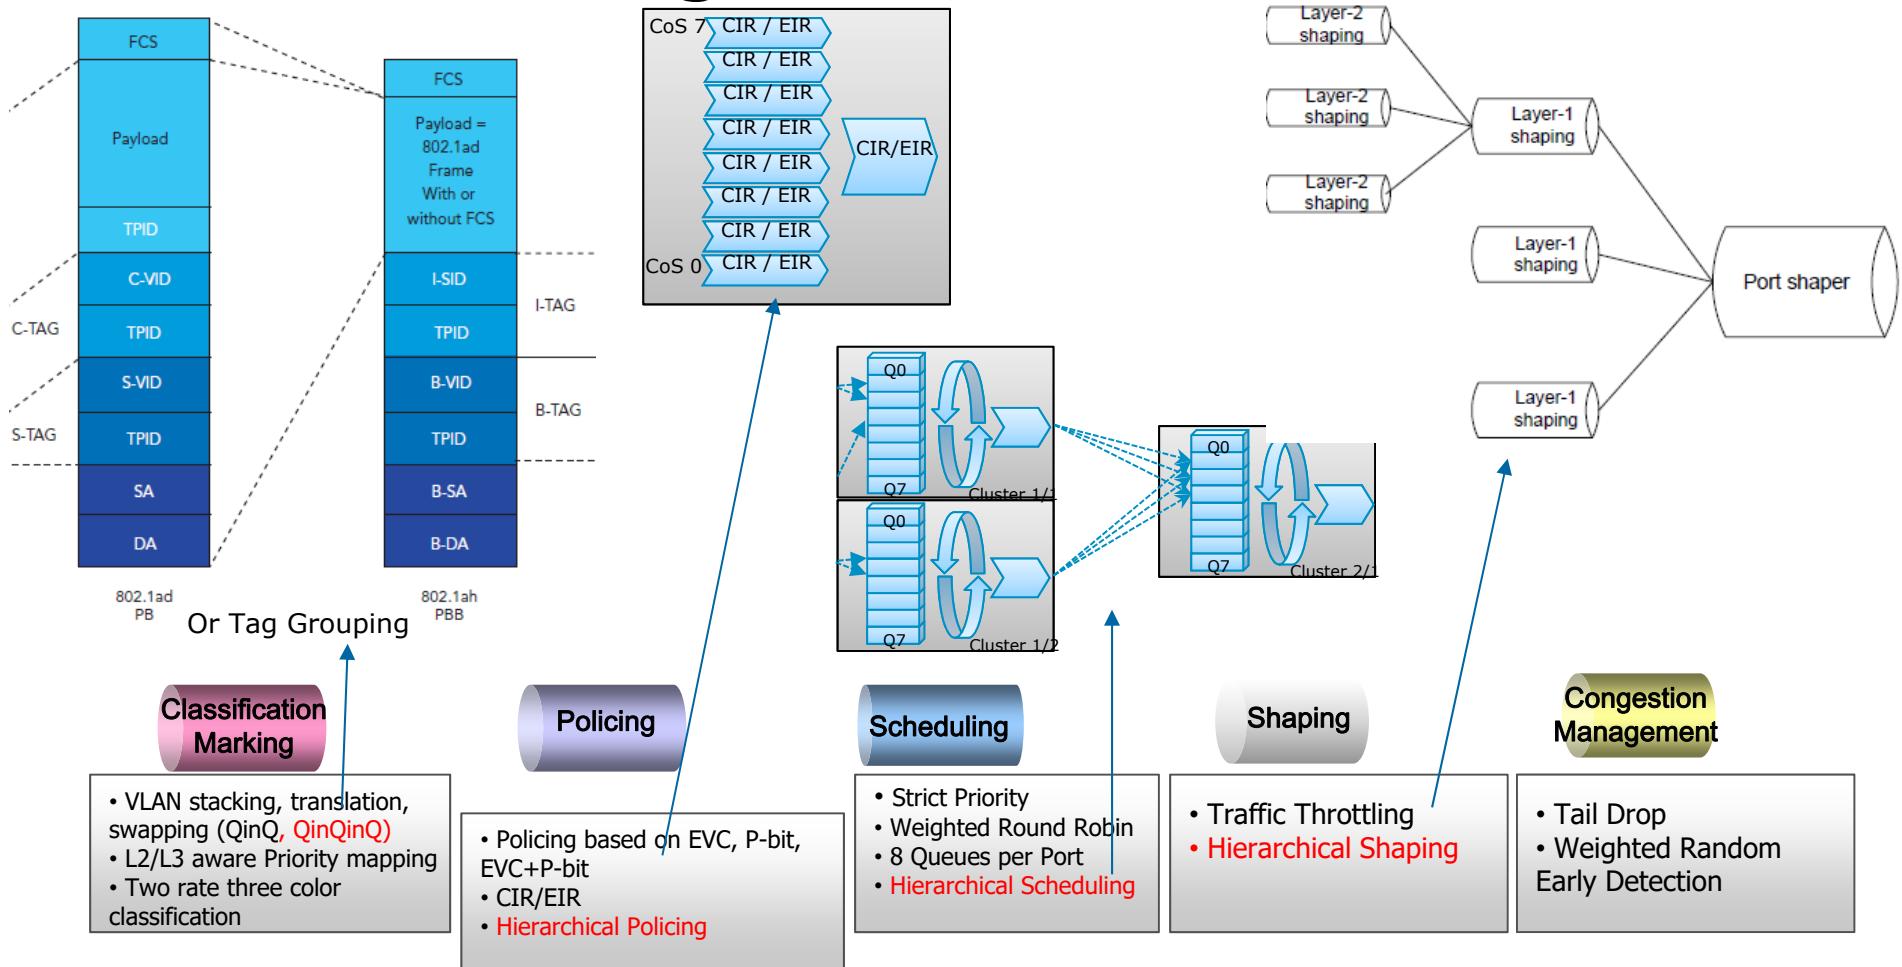 FCS
Payload
TPID
C-VID
TPID
S-VID
TPID
SA
DA
C-TAG
S-TAG
802.1ad
PB
FCS
Payload =
802.1ad
Frame
With or
without FCS
I-SID
TPID
B-VID
TPID
B-SA
B-DA
I-TAG
B-TAG
802.1ah
PBB
Or Tag Grouping
CoS 7
CIR / EIR
CIR / EIR
CIR / EIR
CIR / EIR
CIR / EIR
CIR / EIR
CIR / EIR
CoS 0
CIR / EIR
CIR/EIR
Q0
Q7
Cluster 1/1
Q0
Q7
Cluster 1/2
Q0
Q7
Cluster 2/1
Layer-2
shaping
Layer-2
shaping
Layer-2
shaping
Layer-1
shaping
Layer-1
shaping
Layer-1
shaping
Port shaper
Classification
Marking
• VLAN stacking, translation,
swapping (QinQ, QinQinQ)
• L2/L3 aware Priority mapping
• Two rate three color
classification
Policing
• Policing based on EVC, P-bit,
EVC+P-bit
• CIR/EIR
• Hierarchical Policing
Scheduling
• Strict Priority
• Weighted Round Robin
• 8 Queues per Port
• Hierarchical Scheduling
Shaping
• Traffic Throttling
• Hierarchical Shaping
Congestion
Management
• Tail Drop
• Weighted Random
Early Detection